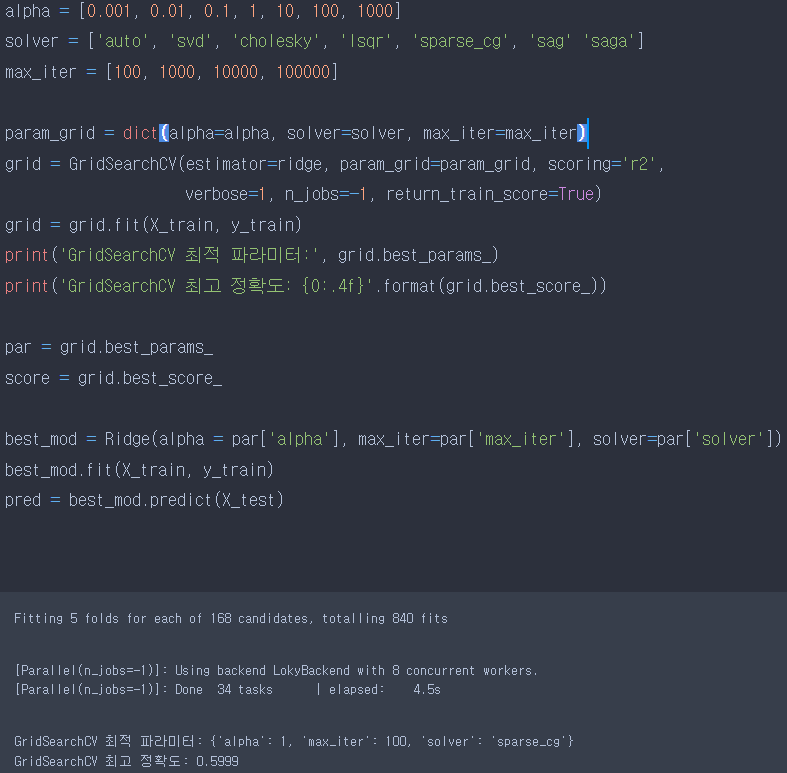 alpha = [0.001, 0.01, 0.1, 1, 10, 100, 1000]
solver = ['auto', 'svd', 'cholesky', 'lsqr', 'sparse_cg', 'sag' 'saga']
max_iter = [100, 1000, 10000, 100000]
param_grid = dict(alpha=alpha, solver=solver, max_iter=max_iter)
grid = GridSearchCV(estimator=ridge, param_grid=param_grid, scoring='r2',
verbose=1, n_jobs=-1, return_train_score=True)
grid = grid.fit(X_train, y_train)
print('GridSearchCV 최적 파라미터:', grid.best_params_)
print('GridSearchCV 최고 정확도: {0:.4f}'.format(grid.best_score_))
par = grid.best_params_
score = grid.best_score_
best_mod = Ridge(alpha = par['alpha'], max_iter=par['max_iter'], solver=par['solver'])
best_mod.fit(X_train, y_train)
pred = best_mod.predict(X_test)
Fitting 5 folds for each of 168 candidates, totalling 840 fits
[Parallel(n_jobs=-1)]: Using backend LokyBackend with 8 concurrent workers.
[Parallel(n_jobs=-1)]: Done  34 tasks      | elapsed:    4.5s
GridSearchCV 최적 파라미터: {'alpha': 1, 'max_iter': 100, 'solver': 'sparse_cg'}
GridSearchCV 최고 정확도: 0.5999